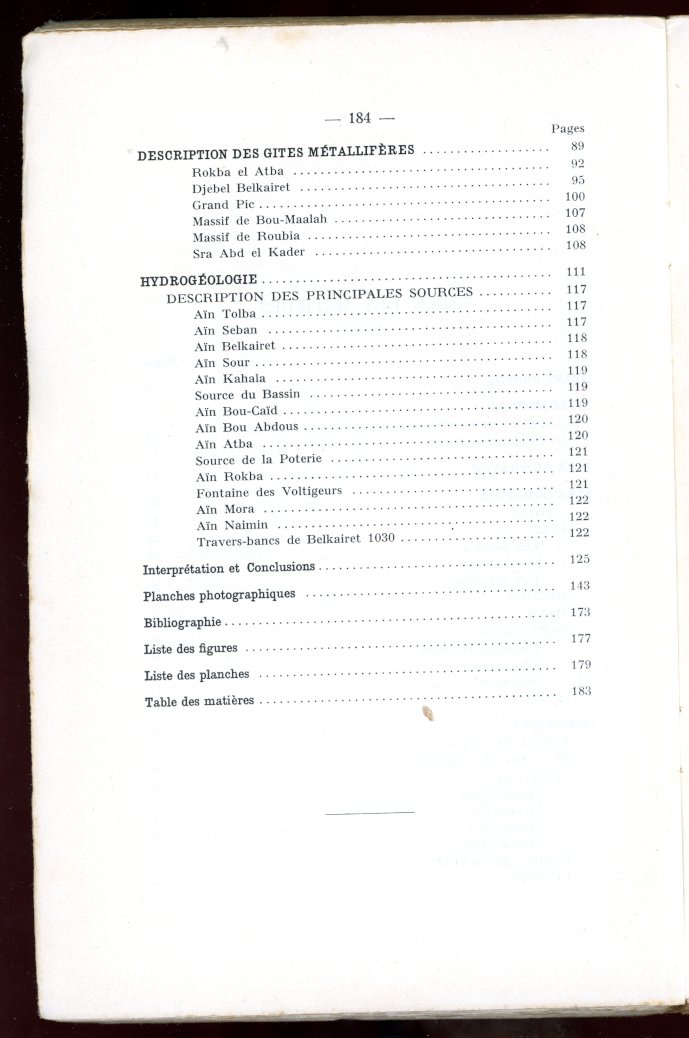 — 184 —
Pages
DESCRIPTION DES GITES MÉTALLIFÈRES .................. 89
Rokba el Atba .................. 92
Djebel Belkairet .................. 95
Grand Pic .................. 100
Massif de Bou-Maalah .................. 107
Massif de Roubia .................. 108
Sra Abd el Kader .................. 108
HYDROGÉOLOGIE .................. 111
DESCRIPTION DES PRINCIPALES SOURCES .................. 117
Aïn Tolba .................. 117
Aïn Seban .................. 117
Aïn Belkairet .................. 118
Aïn Sour .................. 118
Aïn Kahala .................. 119
Source du Bassin .................. 119
Aïn Bou-Caïd .................. 119
Aïn Bou Abdous .................. 120
Aïn Atba .................. 120
Source de la Poterie .................. 121
Aïn Rokba .................. 121
Fontaine des Voltigeurs .................. 121
Aïn Mora .................. 122
Aïn Naimin .................. 122
Travers-bancs de Belkairet 1030 .................. 122
Interprétation et Conclusions .................. 125
Planches photographiques .................. 143
Bibliographie .................. 173
Liste des figures .................. 177
Liste des planches .................. 179
Table des matières .................. 183